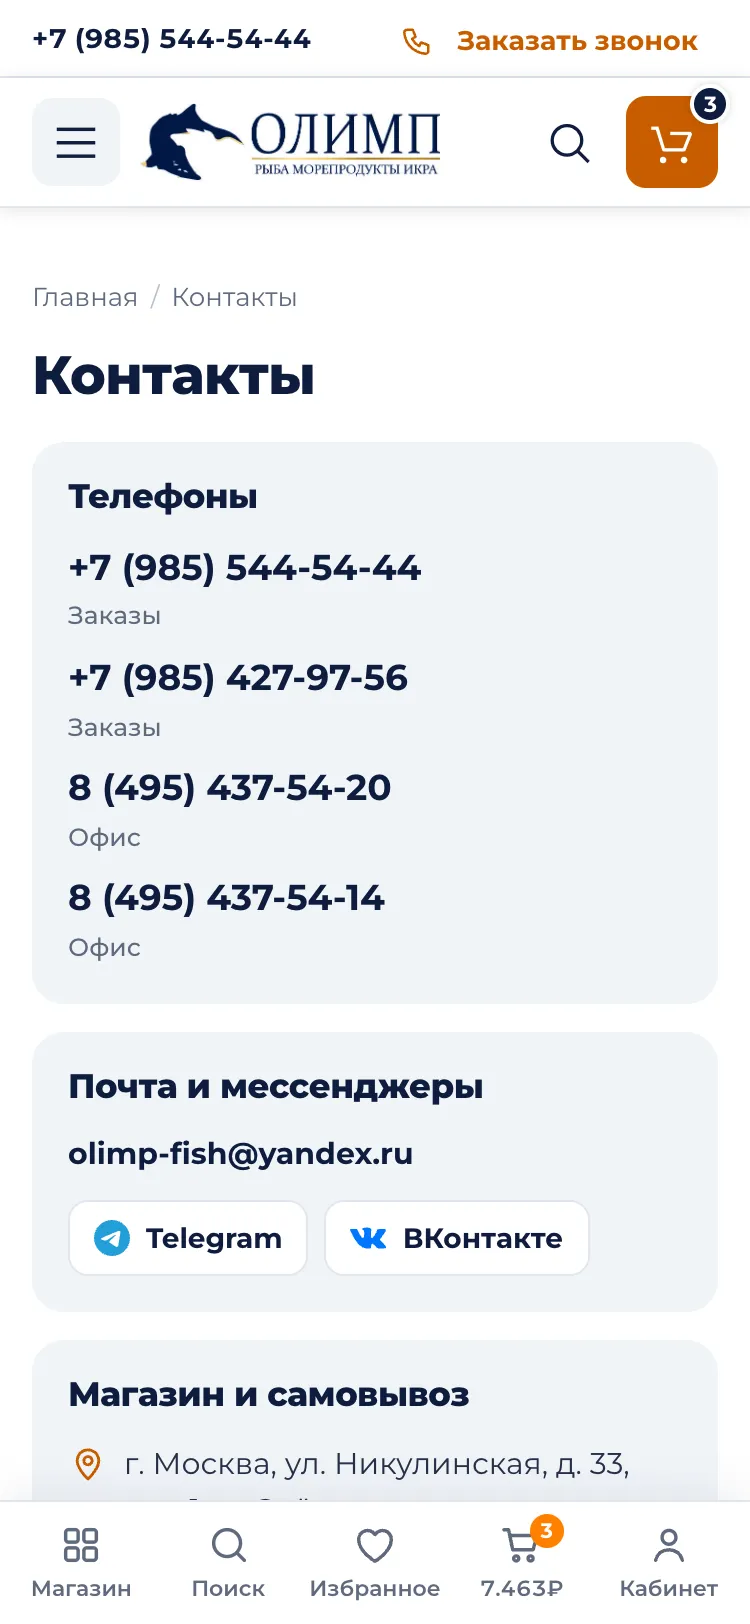 +7 (985) 544-54-44
Заказать звонок
3
ОЛИМП
РЫБА МОРЕПРОДУКТЫ ИКРА
Главная / Контакты
Контакты
Телефоны
+7 (985) 544-54-44
Заказы
+7 (985) 427-97-56
Заказы
8 (495) 437-54-20
Офис
8 (495) 437-54-14
Офис
Почта и мессенджеры
olimp-fish@yandex.ru
Telegram
ВКонтакте
Магазин и самовывоз
г. Москва, ул. Никулинская, д. 33,
3
Магазин
Поиск
Избранное
7.463₽
Кабинет